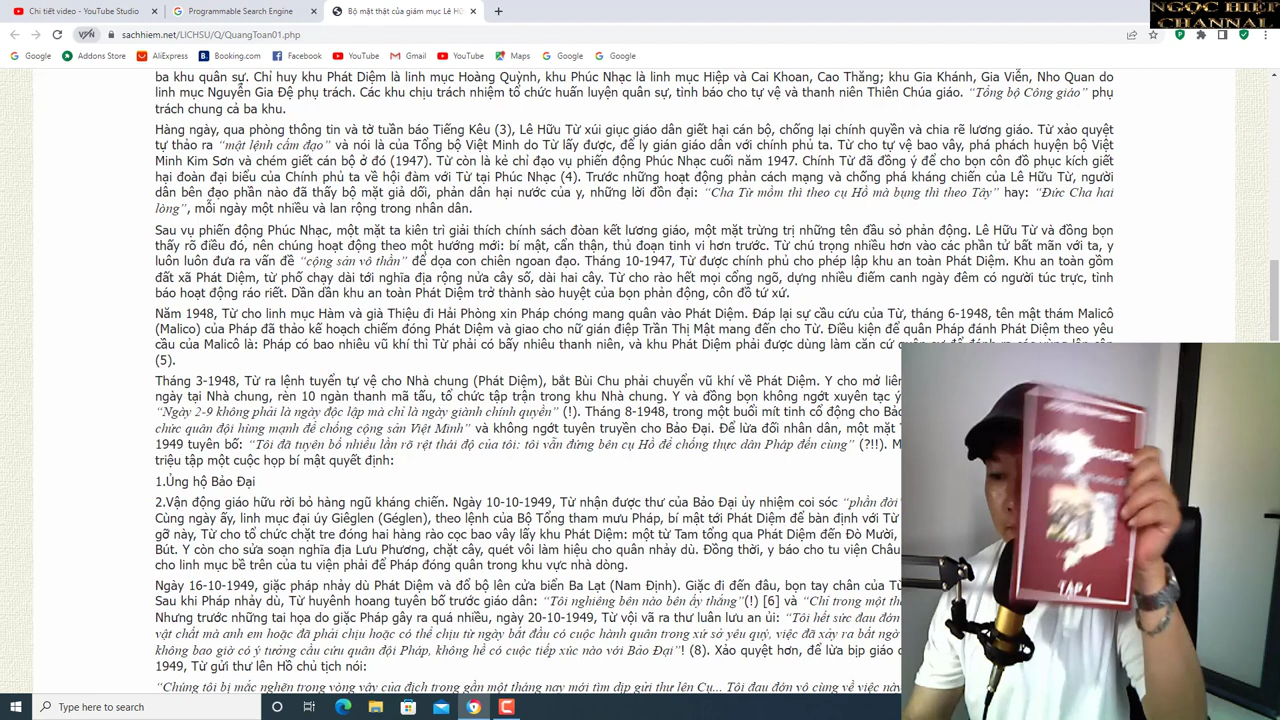 Chi tiết video - YouTube Studio
Programmable Search Engine
Bộ mặt thật của giám mục Lê Hữ
NGỌC HIỆP
CHANNAL
VPN
sachhiem.net/LICHSU/Q/QuangToan01.php
Google
Addons Store
AliExpress
Booking.com
Facebook
YouTube
YouTube
Gmail
YouTube
Maps
Google
Google
ba khu quân sự. Chỉ huy khu Phát Diệm là linh mục Hoàng Quỳnh, khu Phúc Nhạc là linh mục Hiệp và Cai Khoan, Cao Thắng; khu Gia Khánh, Gia Viễn, Nho Quan do
linh mục Nguyễn Gia Đệ phụ trách. Các khu chịu trách nhiệm tổ chức huấn luyện quân sự, tình báo cho tự vệ và thanh niên Thiên Chúa giáo. “Tổng bộ Công giáo” phụ
trách chung cả ba khu.
Hàng ngày, qua phòng thông tin và tờ tuần báo Tiếng Kêu (3), Lê Hữu Từ xúi giục giáo dân giết hại cán bộ, chống lại chính quyền và chia rẽ lương giáo. Từ xảo quyệt
tự thảo ra “mật lệnh cấm đạo” và nói là của Tổng bộ Việt Minh do Từ lấy được, để ly gián giáo dân với chính phủ ta. Từ cho tự vệ bao vây, phá phách huyện bộ Việt
Minh Kim Sơn và chém giết cán bộ ở đó (1947). Từ còn là kẻ chỉ đạo vụ phiến động Phúc Nhạc cuối năm 1947. Chính Từ đã đồng ý để cho bọn côn đồ phục kích giết
hại đoàn đại biểu của Chính phủ ta về hội đàm với Từ tại Phúc Nhạc (4). Trước những hoạt động phản cách mạng và chống phá kháng chiến của Lê Hữu Từ, người
dân bên đạo phần nào đã thấy bộ mặt giả dối, phản dân hại nước của y, những lời đồn đại: “Cha Từ mồm thì theo cụ Hồ mà bụng thì theo Tây” hay: “Đức Cha hai
lòng”, mỗi ngày một nhiều và lan rộng trong nhân dân.
Sau vụ phiến động Phúc Nhạc, một mặt ta kiên trì giải thích chính sách đòan kết lương giáo, một mặt trừng trị những tên đầu sỏ phản động. Lê Hữu Từ và đồng bọn
thấy rõ điều đó, nên chúng hoạt động theo một hướng mới: bí mật, cẩn thận, thủ đoạn tinh vi hơn trước. Từ chú trọng nhiều hơn vào các phần tử bất mãn với ta, y
luôn luôn đưa ra vấn đề “cộng sản vô thần” để dọa con chiên ngoan đạo. Tháng 10-1947, Từ được chính phủ cho phép lập khu an toàn Phát Diệm. Khu an toàn gồm
đất xã Phát Diệm, từ phố chạy dài tới nghĩa địa rộng nửa cây số, dài hai cây. Từ cho rào hết mọi cổng ngõ, dựng nhiều điếm canh ngày đêm có người túc trực, tình
báo hoạt động ráo riết. Dần dần khu an toàn Phát Diệm trở thành sào huyệt của bọn phản động, côn đồ tứ xứ.
Năm 1948, Từ cho linh mục Hàm và già Thiệu đi Hải Phòng xin Pháp chóng mang quân vào Phát Diệm. Đáp lại sự cầu cứu của Từ, tháng 6-1948, tên mật thám Malicô
(Malico) của Pháp đã thảo kế hoạch chiếm đóng Phát Diệm và giao cho nữ gián điệp Trần Thị Mật mang đến cho Từ. Điều kiện để quân Pháp đánh Phát Diệm theo yêu
cầu của Malicô là: Pháp có bao nhiêu vũ khí thì Từ phải có bấy nhiêu thanh niên, và khu Phát Diệm phải được dùng làm căn cứ
(5).
Tháng 3-1948, Từ ra lệnh tuyển tự vệ cho Nhà chung (Phát Diệm), bắt Bùi Chu phải chuyển vũ khí về Phát Diệm. Y cho mở liên
ngày tại Nhà chung, rèn 10 ngàn thanh mã tấu, tổ chức tập trận trong khu Nhà chung. Y và đồng bọn không ngớt xuyên tạc ý
“Ngày 2-9 không phải là ngày độc lập mà chỉ là ngày giành chính quyền” (!). Tháng 8-1948, trong một buổi mít tinh cổ động cho Bảo
chức quân đội hùng mạnh để chống cộng sản Việt Minh” và không ngớt tuyên truyền cho Bảo Đại. Để lừa đối nhân dân, một mặt T
1949 tuyên bố: “Tôi đã tuyên bố nhiều lần rõ rệt thái độ của tôi: tôi vẫn đứng bên cụ Hồ để chống thực dân Pháp đến cùng” (?!!). M
triệu tập một cuộc họp bí mật quyết định:
1.Ủng hộ Bảo Đại
2.Vận động giáo hữu rời bỏ hàng ngũ kháng chiến. Ngày 10-10-1949, Từ nhận được thư của Bảo Đại ủy nhiệm coi sóc “phần đời
Cùng ngày ấy, linh mục đại úy Giêglen (Géglen), theo lệnh của Bộ Tổng tham mưu Pháp, bí mật tới Phát Diệm để bàn định với Từ
gỡ này, Từ cho tổ chức chặt tre đóng hai hàng rào cọc bao vây lấy khu Phát Diệm: một từ Tam tổng qua Phát Diệm đến Đò Mười,
Bút. Y còn cho sửa soạn nghĩa địa Lưu Phương, chặt cây, quét vôi làm hiệu cho quân nhảy dù. Đồng thời, y báo cho tu viện Châu
cho linh mục bề trên của tu viện phải để Pháp đóng quân trong khu vực nhà dòng.
Ngày 16-10-1949, giặc pháp nhảy dù Phát Diệm và đổ bộ lên cửa biển Ba Lạt (Nam Định). Giặc đi đến đâu, bọn tay chân của Từ
Sau khi Pháp nhảy dù, Từ huyênh hoang tuyên bố trước giáo dân: “Tôi nghiêng bên nào bên ấy thắng”(!) [6] và “Chỉ trong một thá
Nhưng trước những tai họa do giặc Pháp gây ra quá nhiều, ngày 20-10-1949, Từ vội vã ra thư luân lưu an ủi: “Tôi hết sức đau đớn
vật chất mà anh em hoặc đã phải chịu hoặc có thể chịu từ ngày bắt đầu có cuộc hành quân trong xứ sở yêu quý, việc đã xảy ra bất ngờ
không bao giờ có ý tưởng cầu cứu quân đội Pháp, không hề có cuộc tiếp xúc nào với Bảo Đại”! (8). Xảo quyệt hơn, để lừa bịp giáo d
1949, Từ gửi thư lên Hồ chủ tịch nói:
“Chúng tôi bị mắc nghẽn trong vòng vây của địch trong gần một tháng nay mới tìm dịp gửi thư lên Cụ... Tôi đau đớn vô cùng về việc này
TẬP 1
Type here to search